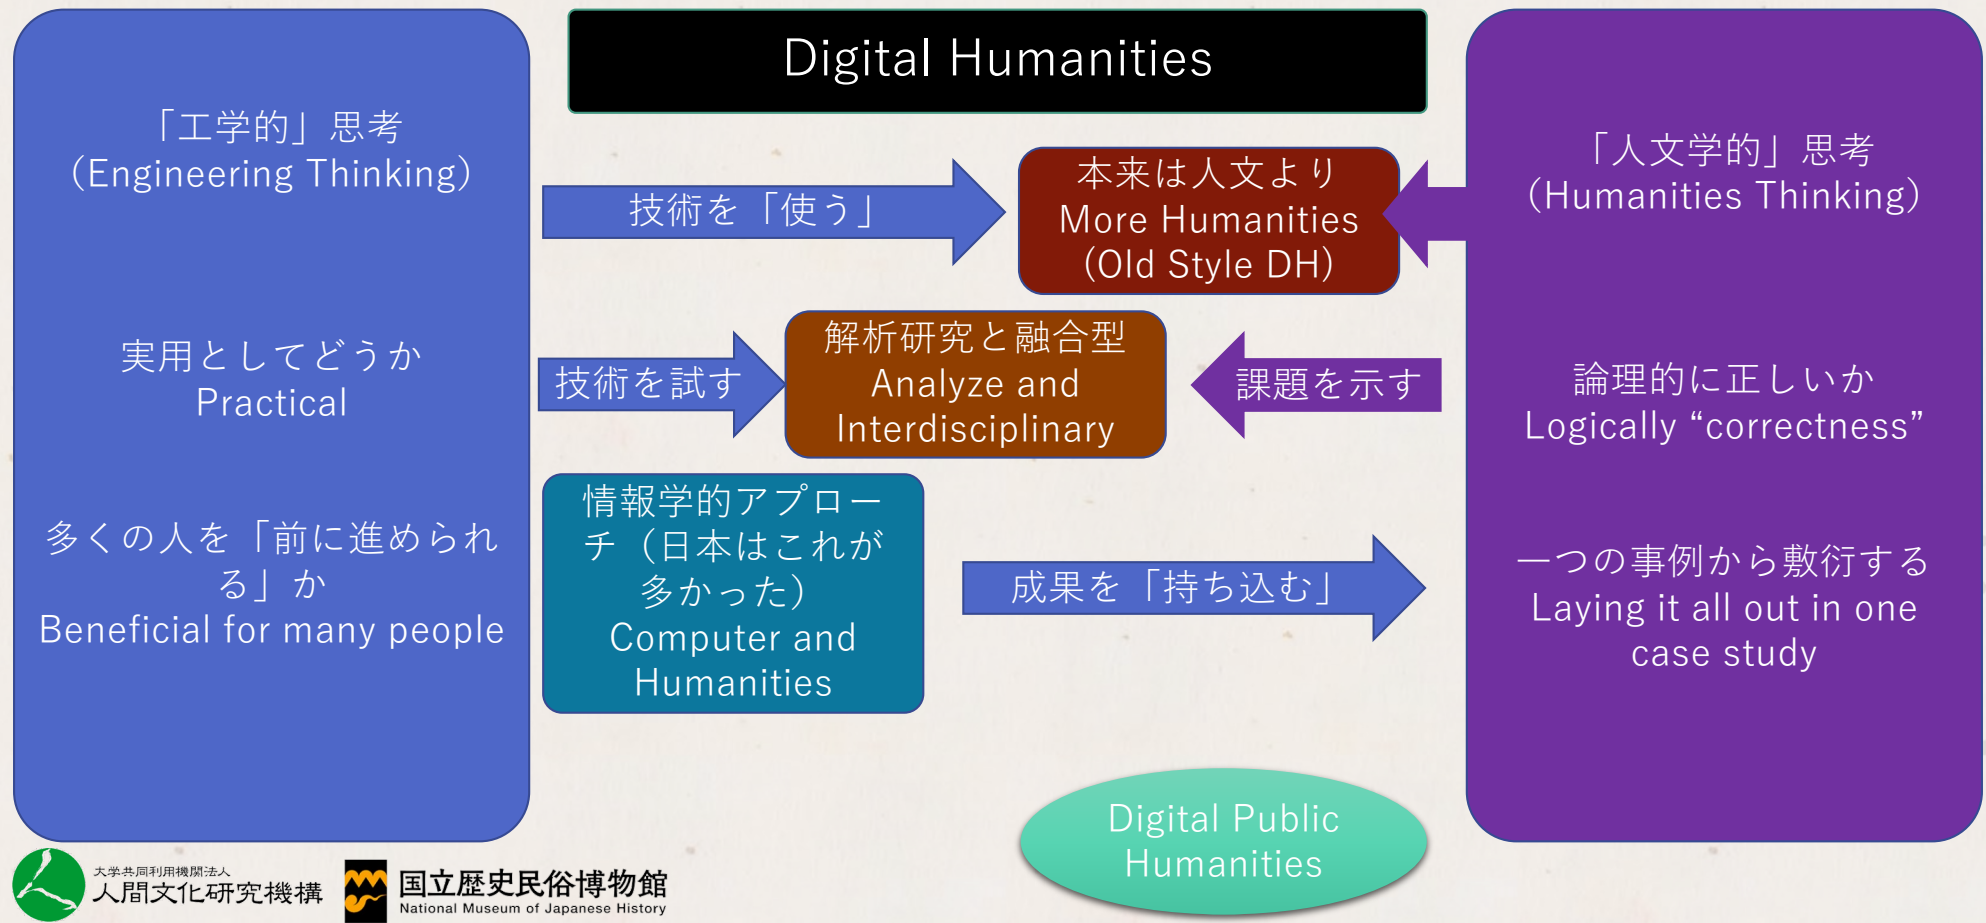 Digital Humanities
「工学的」思考
(Engineering Thinking)
実用としてどうか
Practical
多くの人を「前に進められ
る」か
Beneficial for many people
技術を「使う」
本来は人文より
More Humanities
(Old Style DH)
技術を試す
解析研究と融合型
Analyze and
Interdisciplinary
課題を示す
情報学的アプロー
チ（日本はこれが
多かった）
Computer and
Humanities
成果を「持ち込む」
「人文学的」思考
(Humanities Thinking)
論理的に正しいか
Logically “correctness”
一つの事例から敷衍する
Laying it all out in one
case study
Digital Public
Humanities
大学共同利用機関法人
人間文化研究機構
国立歴史民俗博物館
National Museum of Japanese History